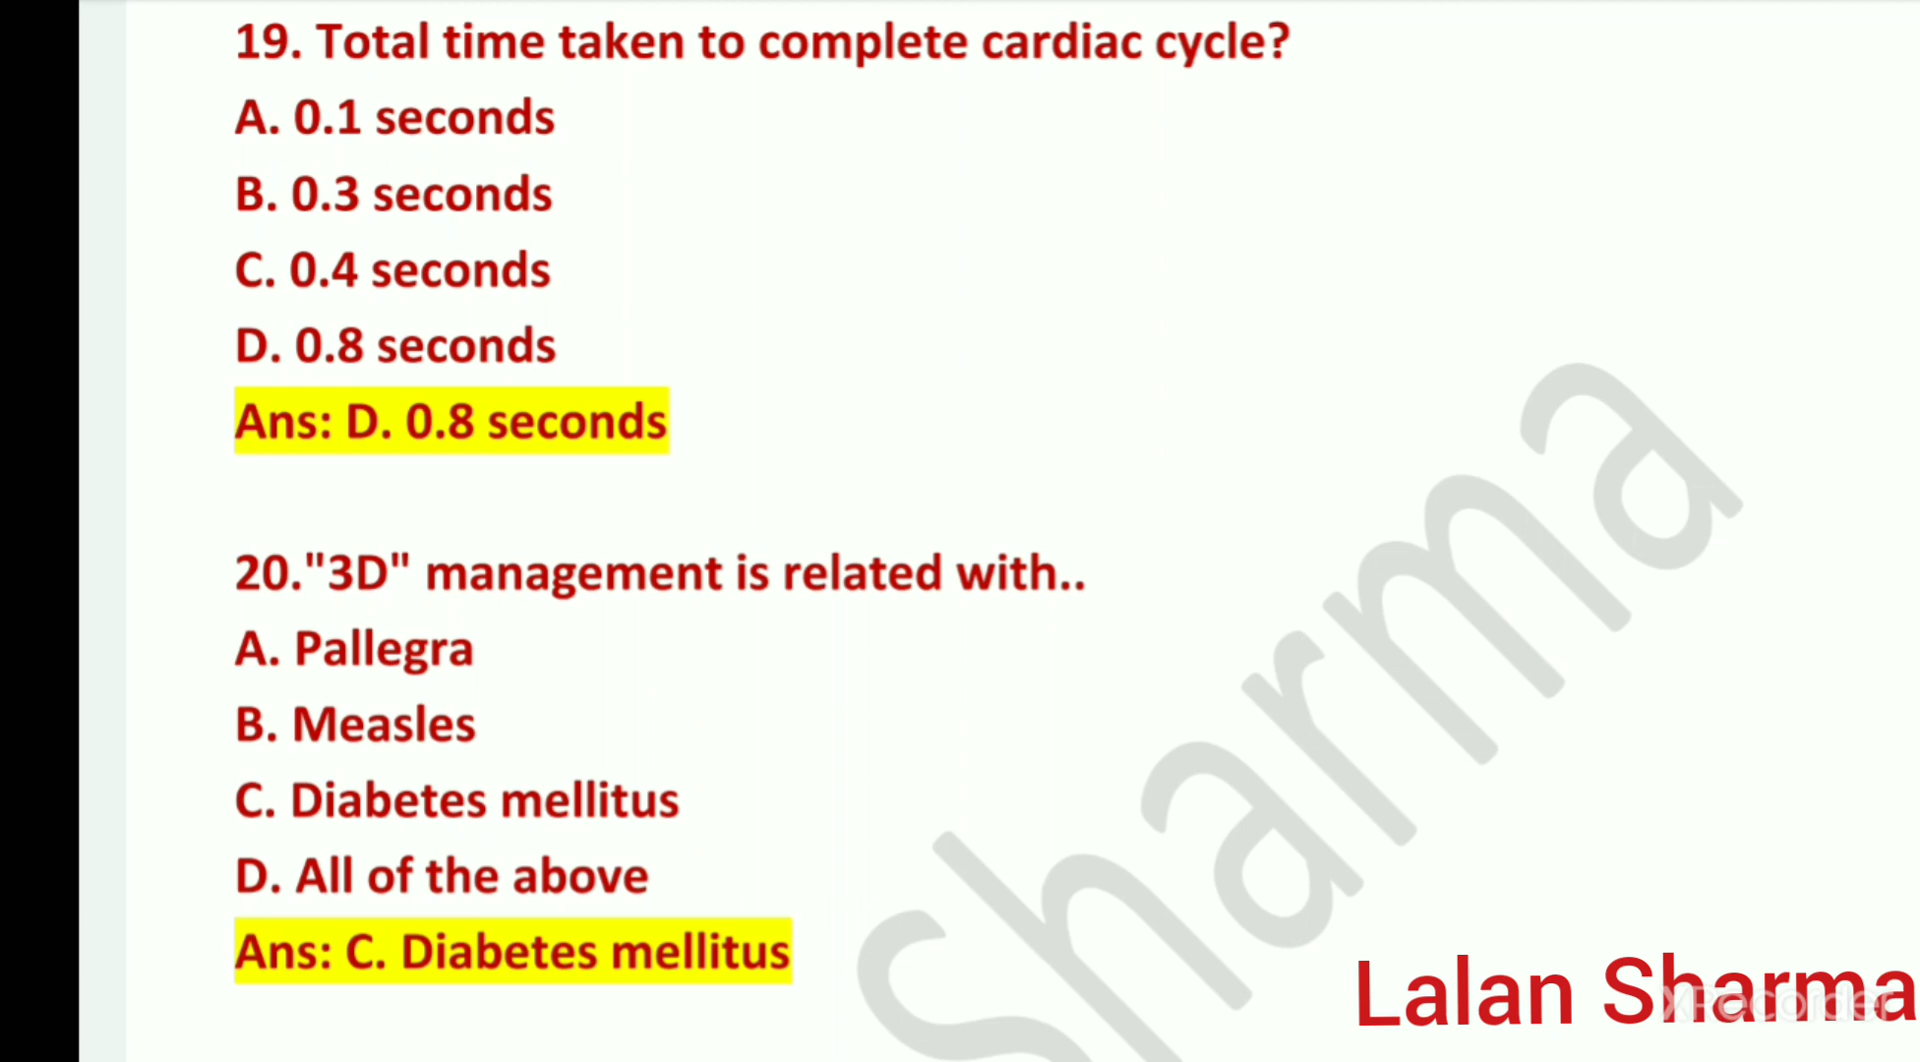 19. Total time taken to complete cardiac cycle?
A. 0.1 seconds
B. 0.3 seconds
C. 0.4 seconds
D. 0.8 seconds
Ans: D. 0.8 seconds
20."3D" management is related with..
A. Pallegra
B. Measles
C. Diabetes mellitus
D. All of the above
Ans: C. Diabetes mellitus
Sharma
Lalan Sharma
XRecorder